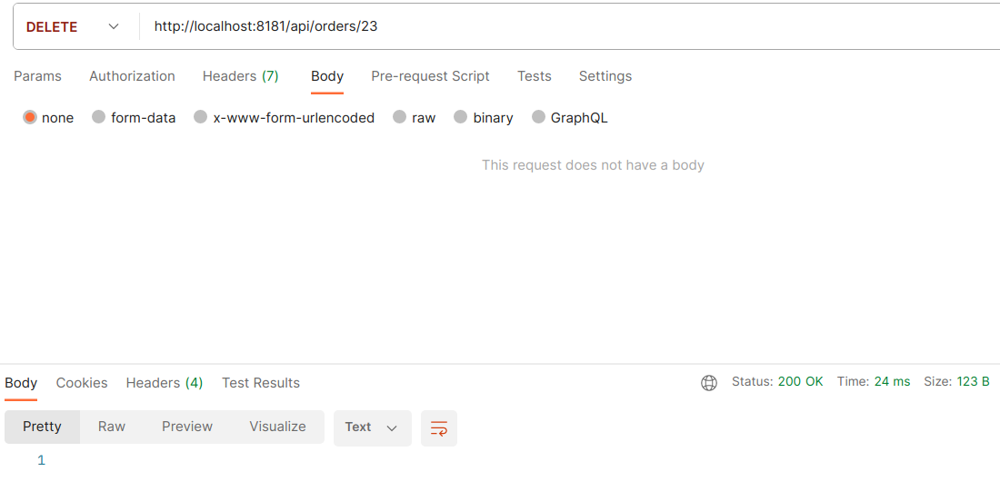 DELETE http://localhost:8181/api/orders/23
Params Authorization Headers (7) Body Pre-request Script Tests Settings
none form-data x-www-form-urlencoded raw binary GraphQL
This request does not have a body
Body Cookies Headers (4) Test Results Status: 200 OK Time: 24 ms Size: 123 B
Pretty Raw Preview Visualize Text
1